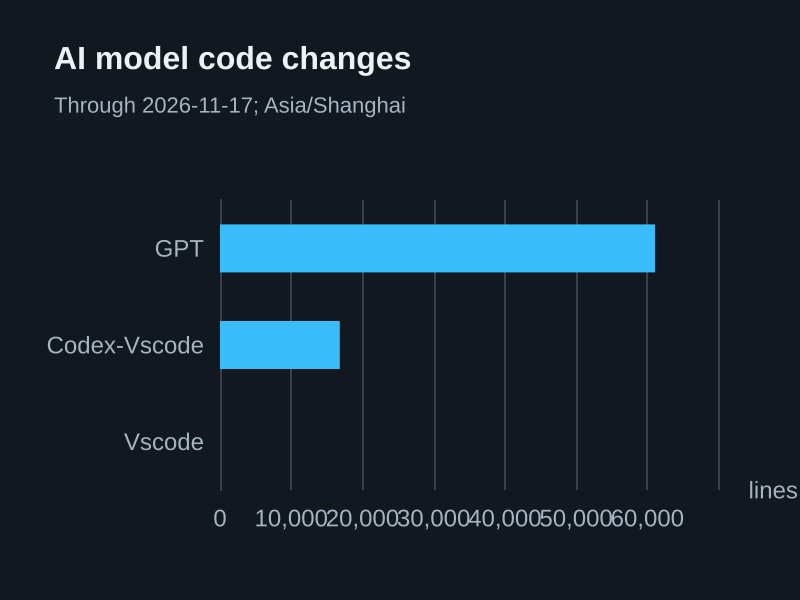 AI model code changes
Through 2026-11-17; Asia/Shanghai
GPT
Codex-Vscode
Vscode
lines
0 10,000 20,000 30,000 40,000 50,000 60,000